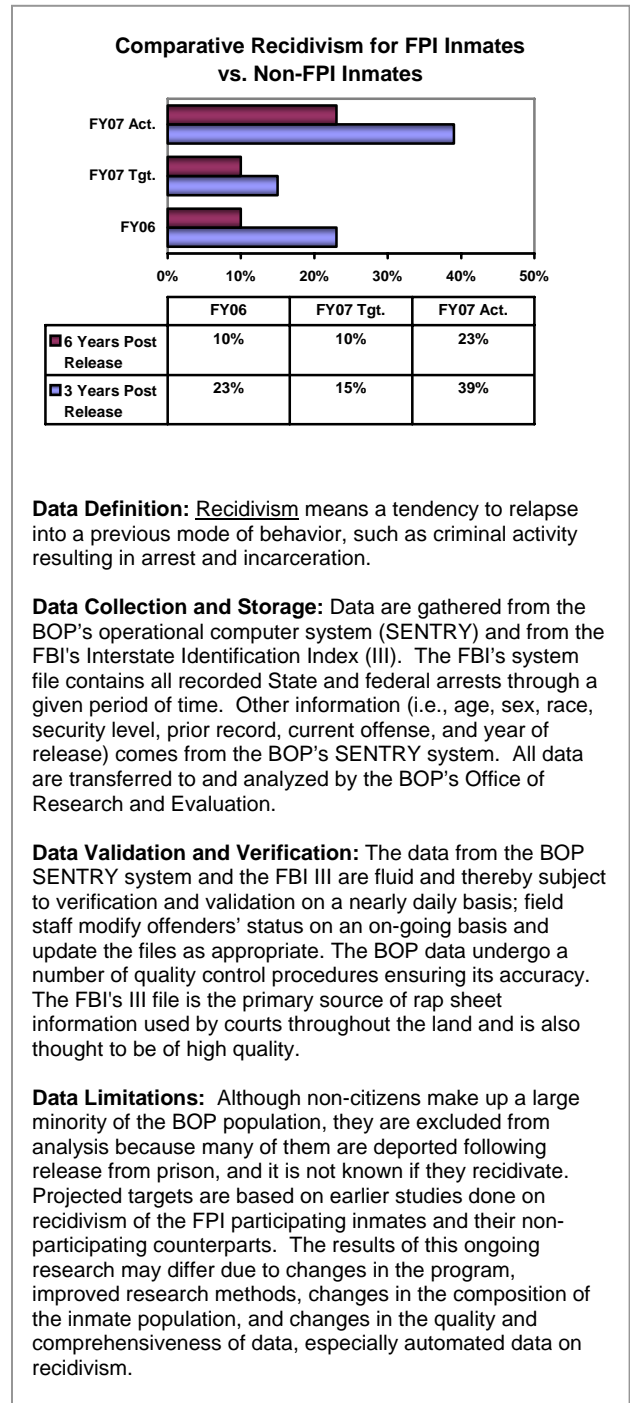 Comparative Recidivism for FPI Inmates
vs. Non-FPI Inmates
FY07 Act.
FY07 Tgt.
FY06
0% 10% 20% 30% 40% 50%
FY06 FY07 Tgt. FY07 Act.
6 Years Post Release 10% 10% 23%
3 Years Post Release 23% 15% 39%
Data Definition: Recidivism means a tendency to relapse
into a previous mode of behavior, such as criminal activity
resulting in arrest and incarceration.
Data Collection and Storage: Data are gathered from the
BOP's operational computer system (SENTRY) and from the
FBI's Interstate Identification Index (III). The FBI's system
file contains all recorded State and federal arrests through a
given period of time. Other information (i.e., age, sex, race,
security level, prior record, current offense, and year of
release) comes from the BOP's SENTRY system. All data
are transferred to and analyzed by the BOP's Office of
Research and Evaluation.
Data Validation and Verification: The data from the BOP
SENTRY system and the FBI III are fluid and thereby subject
to verification and validation on a nearly daily basis; field
staff modify offenders' status on an on-going basis and
update the files as appropriate. The BOP data undergo a
number of quality control procedures ensuring its accuracy.
The FBI's III file is the primary source of rap sheet
information used by courts throughout the land and is also
thought to be of high quality.
Data Limitations: Although non-citizens make up a large
minority of the BOP population, they are excluded from
analysis because many of them are deported following
release from prison, and it is not known if they recidivate.
Projected targets are based on earlier studies done on
recidivism of the FPI participating inmates and their non-
participating counterparts. The results of this ongoing
research may differ due to changes in the program,
improved research methods, changes in the composition of
the inmate population, and changes in the quality and
comprehensiveness of data, especially automated data on
recidivism.